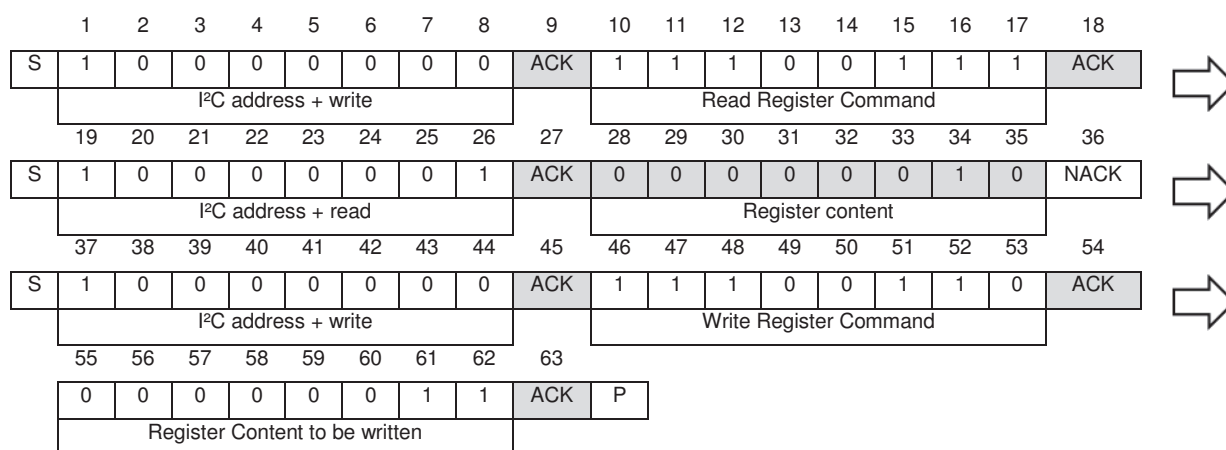 1 2 3 4 5 6 7 8 9 10 11 12 13 14 15 16 17 18
S 1 0 0 0 0 0 0 0 ACK 1 1 1 0 0 1 1 1 ACK
I²C address + write Read Register Command
19 20 21 22 23 24 25 26 27 28 29 30 31 32 33 34 35 36
S 1 0 0 0 0 0 0 1 ACK 0 0 0 0 0 0 1 0 NACK
I²C address + read Register content
37 38 39 40 41 42 43 44 45 46 47 48 49 50 51 52 53 54
S 1 0 0 0 0 0 0 0 ACK 1 1 1 0 0 1 1 0 ACK
I²C address + write Write Register Command
55 56 57 58 59 60 61 62 63
0 0 0 0 0 0 1 1 ACK P
Register Content to be written